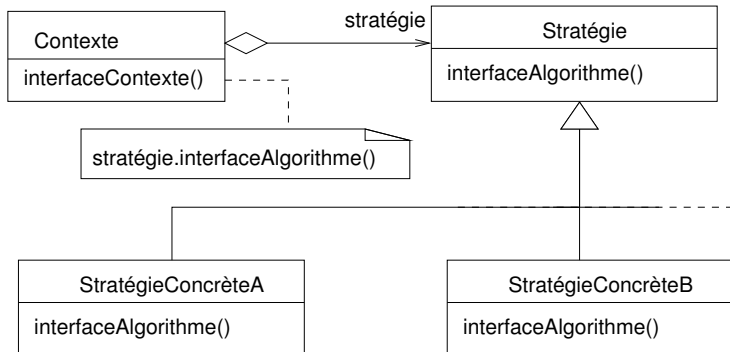 stratégie
Contexte
Stratégie
interfaceContexte()
interfaceAlgorithme()
stratégie.interfaceAlgorithme()
StratégieConcrèteA
StratégieConcrèteB
interfaceAlgorithme()
interfaceAlgorithme()